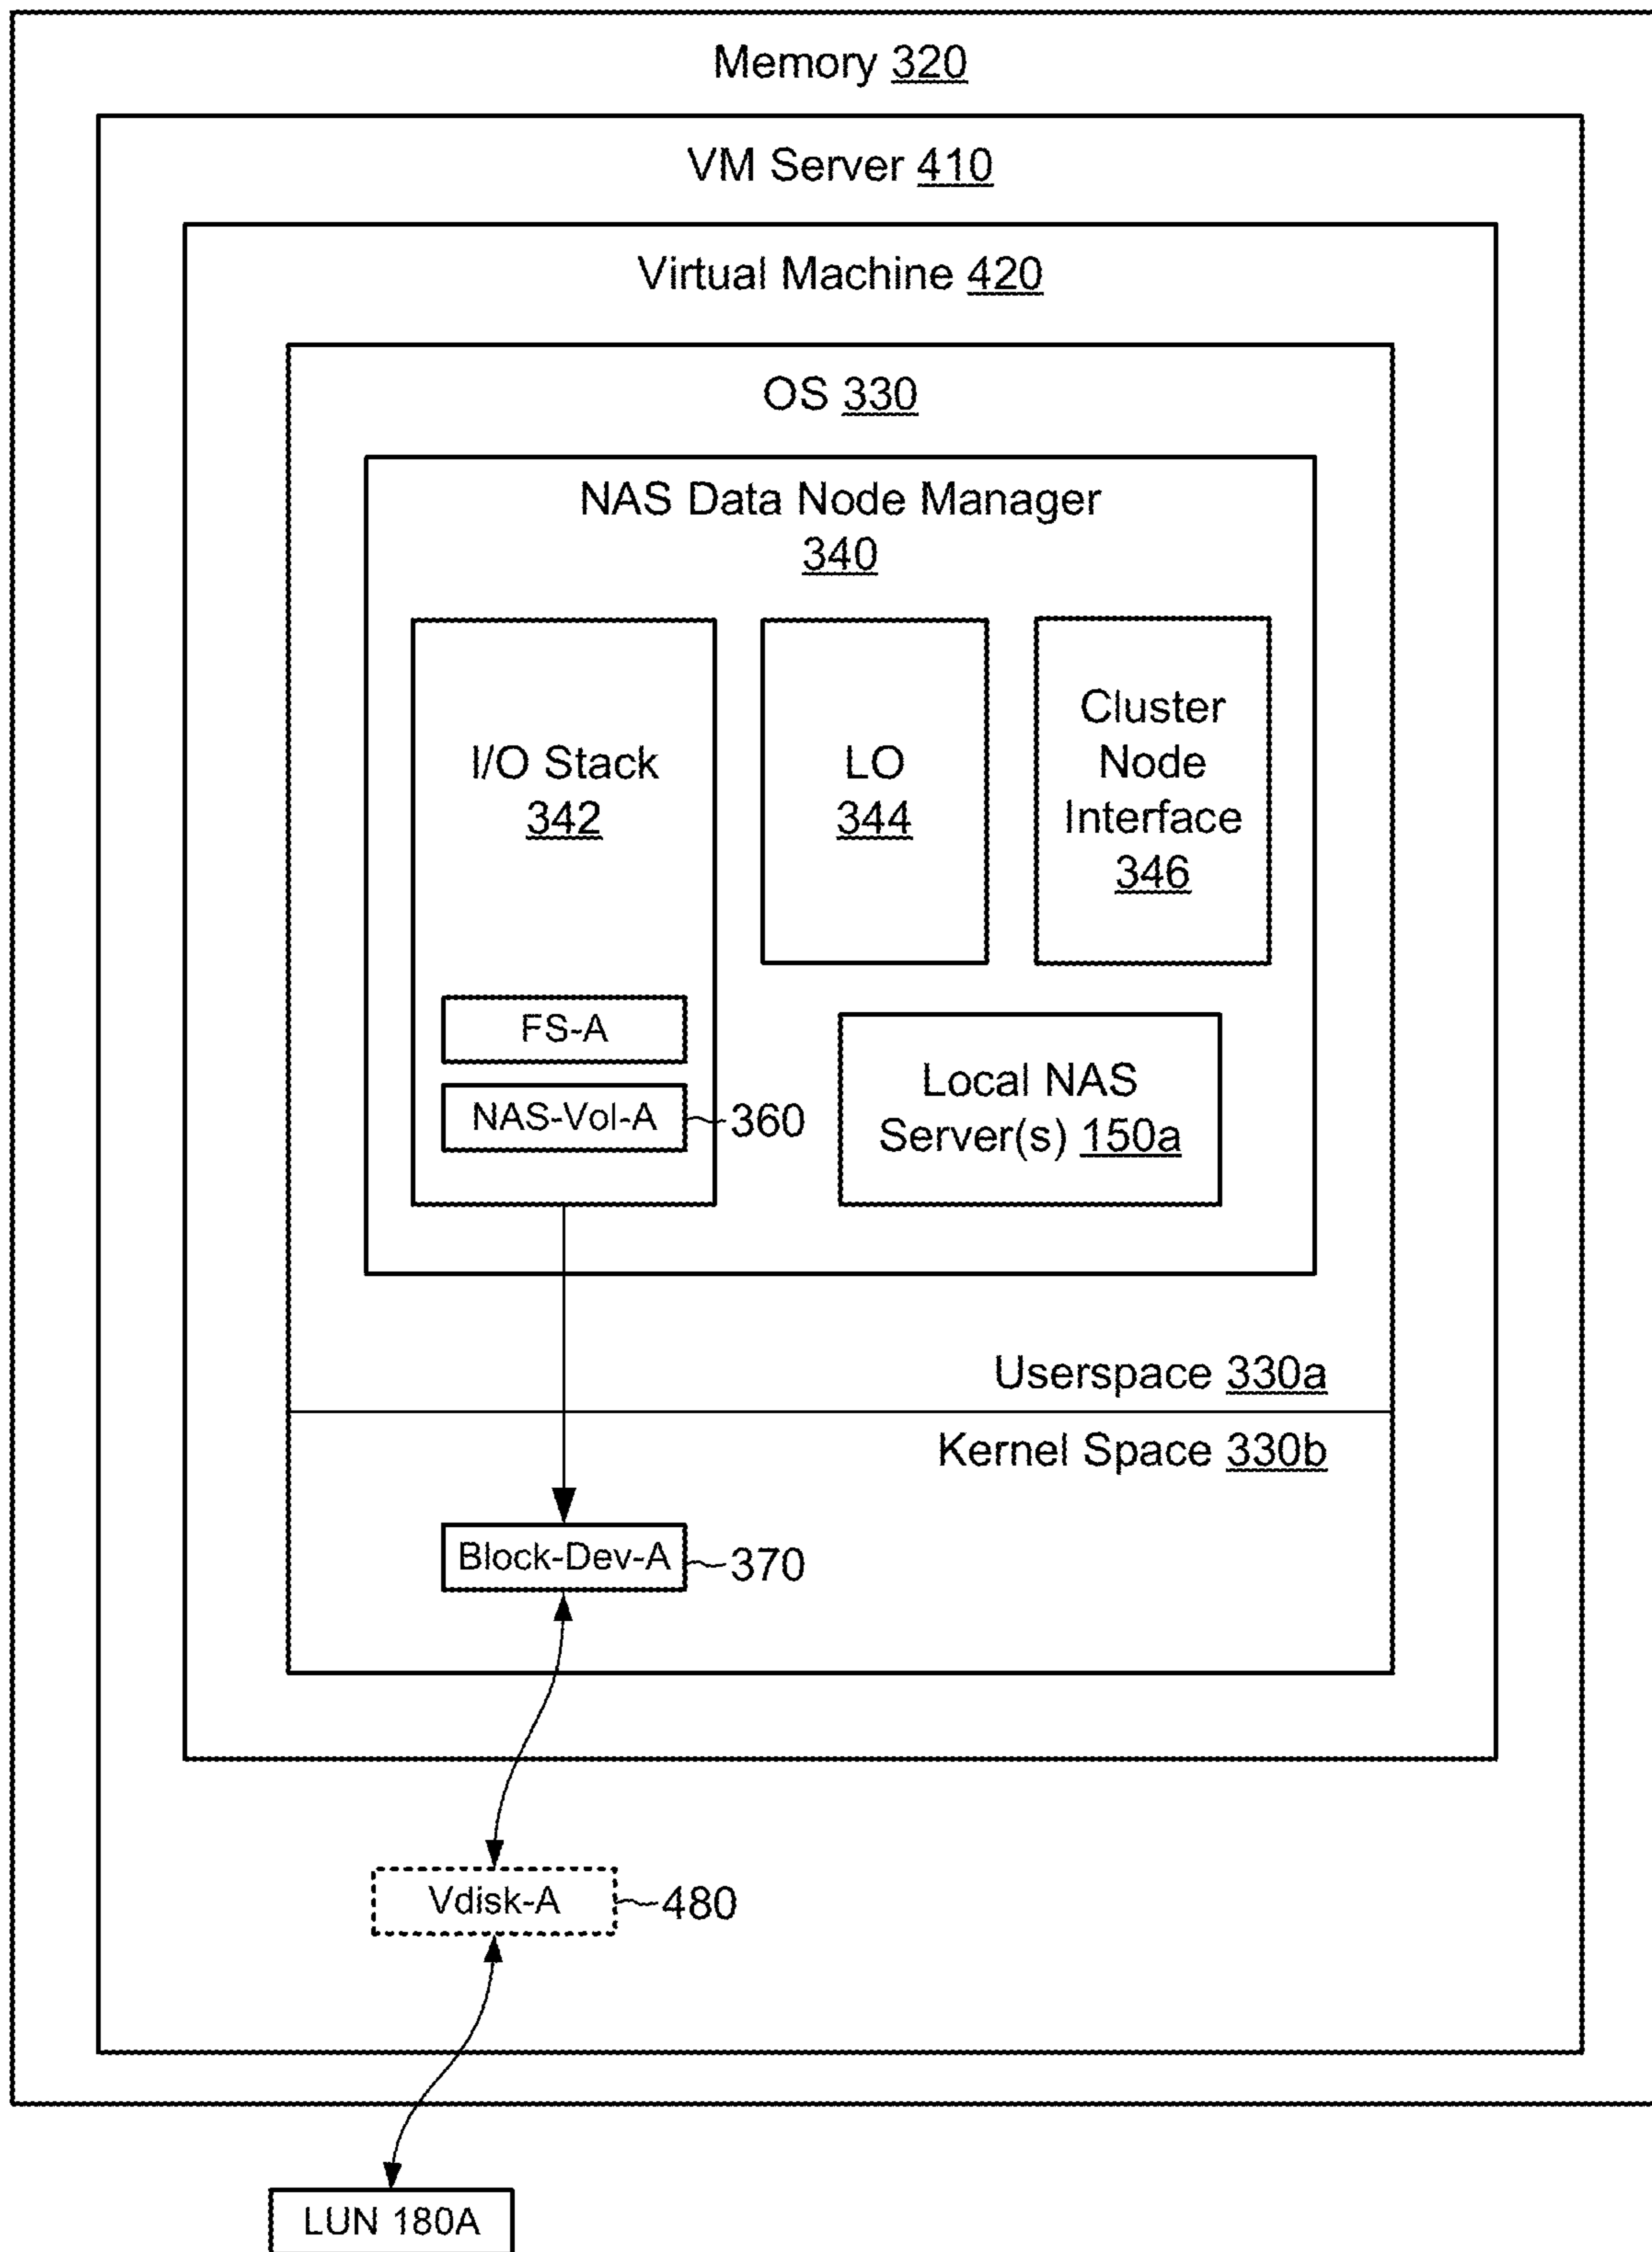 Memory 320
VM Server 410
Virtual Machine 420
OS 330
NAS Data Node Manager
340
I/O Stack
342
LO
344
Cluster
Node
Interface
346
FS-A
NAS-Vol-A
360
Local NAS
Server(s) 150a
Userspace 330a
Kernel Space 330b
Block-Dev-A
370
Vdisk-A
480
LUN 180A